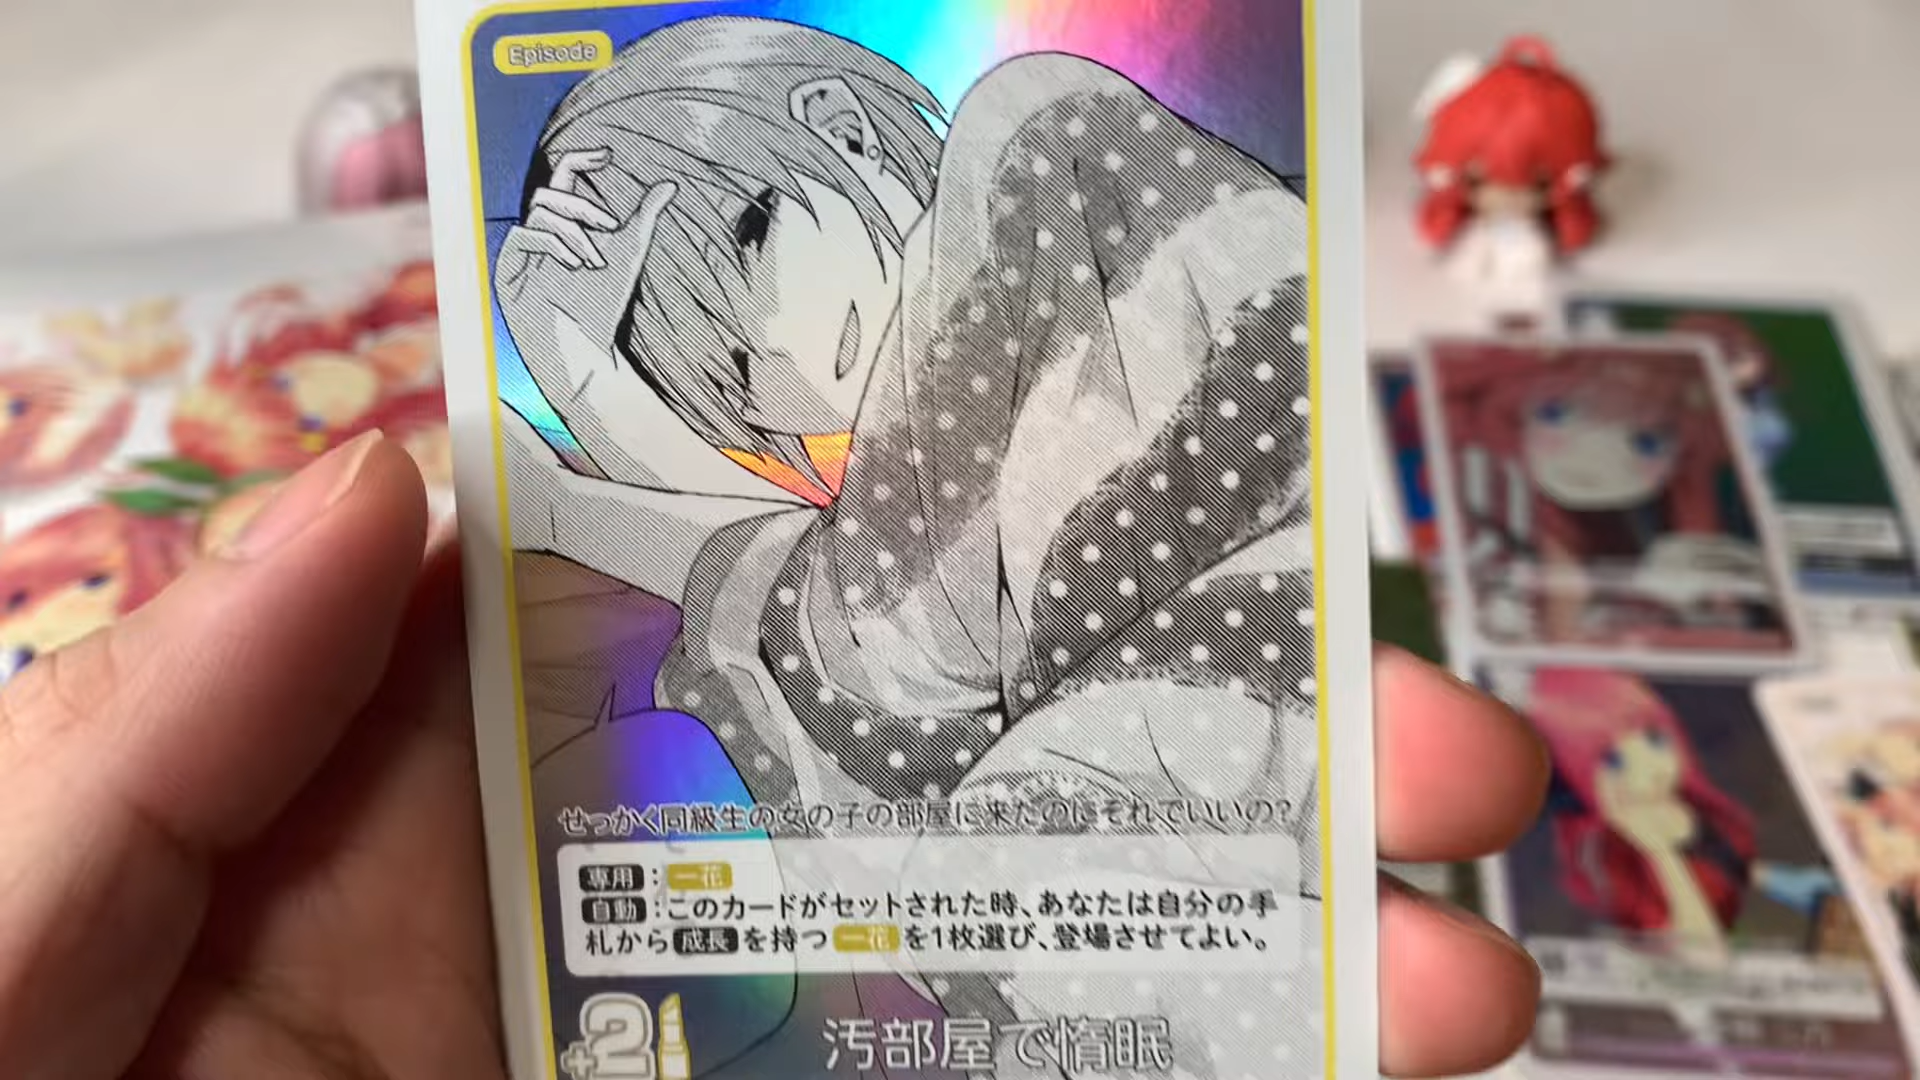 Episode
せっかく同級生の女の子の部屋に来たのにそれでいいの?
専用:一花
自動:このカードがセットされた時、あなたは自分の手
札から成長を持つ一花を1枚選び、登場させてよい。
+2
汚部屋で惰眠